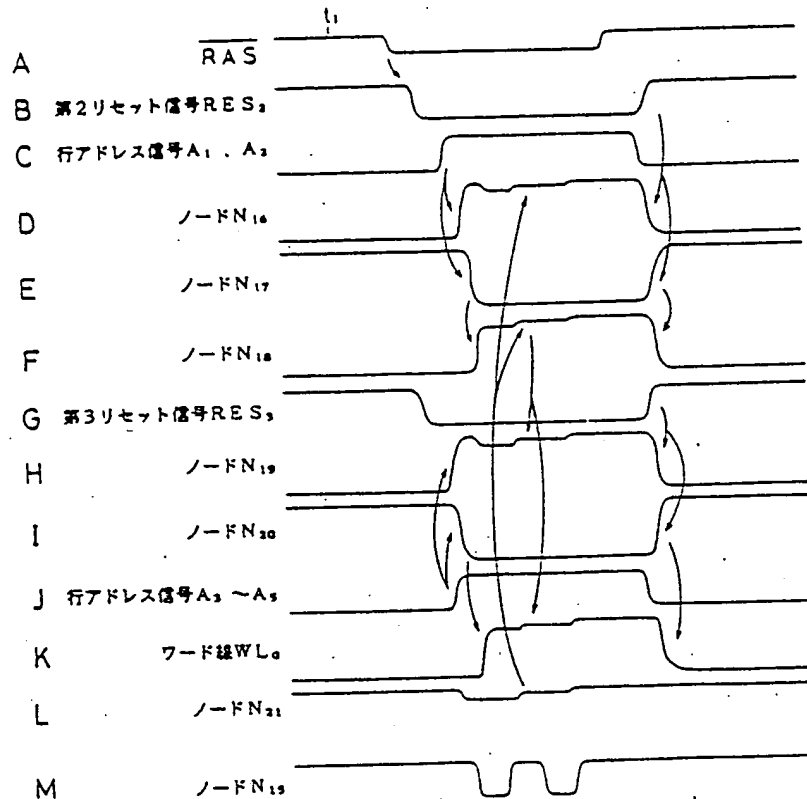 t₁
A R̅A̅S̅
B 第2リセット信号RES₂
C 行アドレス信号A₁、A₂
D ノードN₁₆
E ノードN₁₇
F ノードN₁₈
G 第3リセット信号RES₃
H ノードN₁₉
I ノードN₂₀
J 行アドレス信号A₃～A₅
K ワード線WL₀
L ノードN₂₁
M ノードN₁₅